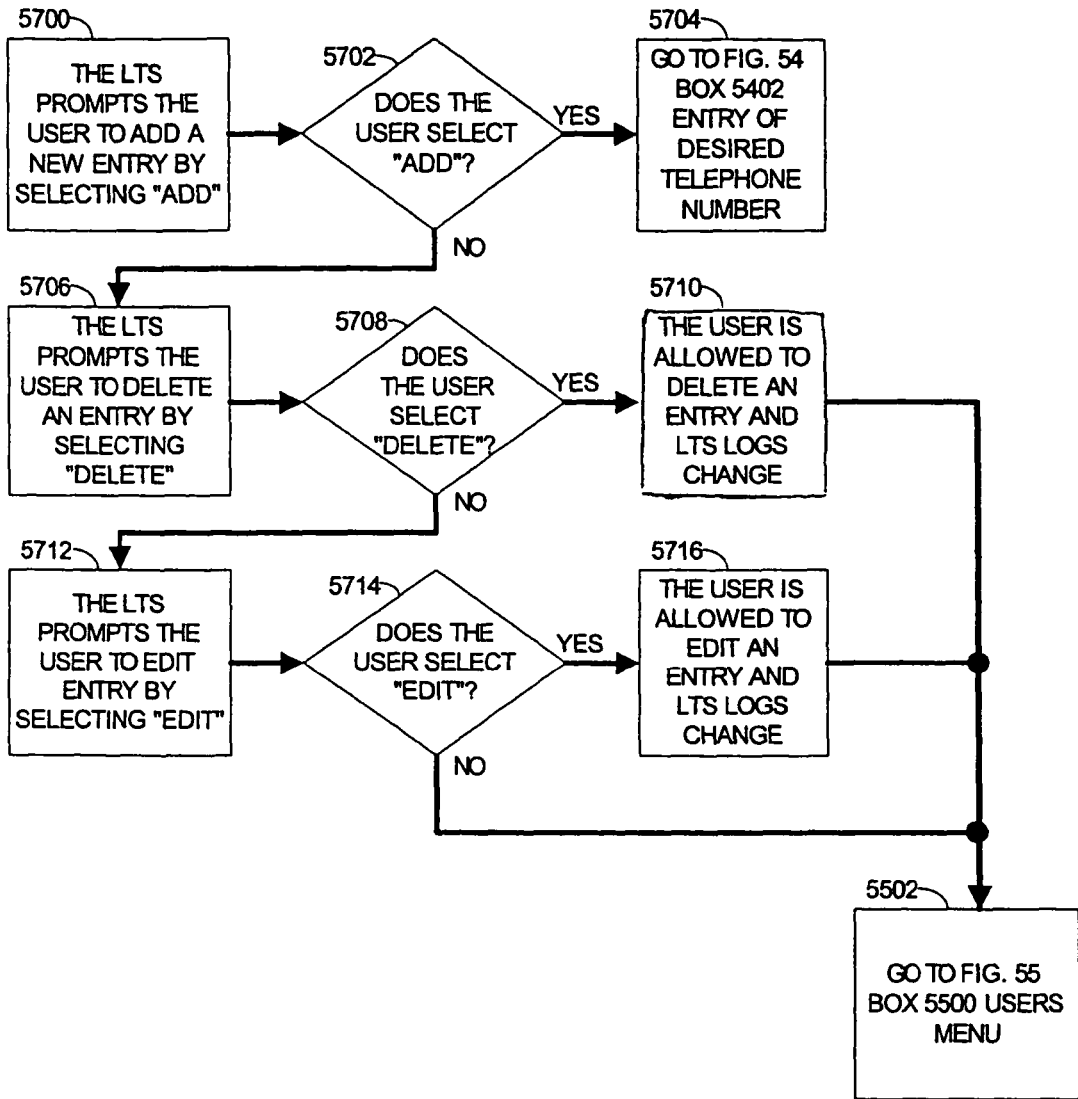 5700
THE LTS
PROMPTS THE
USER TO ADD A
NEW ENTRY BY
SELECTING "ADD"
5702
DOES THE
USER SELECT
"ADD"?
YES
NO
5704
GO TO FIG. 54
BOX 5402
ENTRY OF
DESIRED
TELEPHONE
NUMBER
5706
THE LTS
PROMPTS THE
USER TO DELETE
AN ENTRY BY
SELECTING
"DELETE"
5708
DOES
THE USER
SELECT
"DELETE"?
YES
NO
5710
THE USER IS
ALLOWED TO
DELETE AN
ENTRY AND
LTS LOGS
CHANGE
5712
THE LTS
PROMPTS THE
USER TO EDIT
ENTRY BY
SELECTING "EDIT"
5714
DOES THE
USER SELECT
"EDIT"?
YES
NO
5716
THE USER IS
ALLOWED TO
EDIT AN
ENTRY AND
LTS LOGS
CHANGE
5502
GO TO FIG. 55
BOX 5500 USERS
MENU